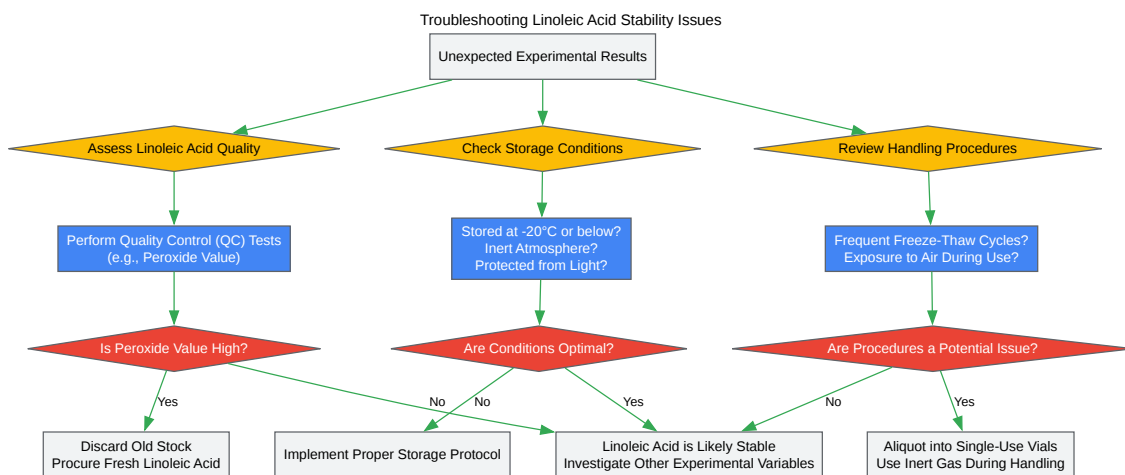 Troubleshooting Linoleic Acid Stability Issues
Unexpected Experimental Results
Assess Linoleic Acid Quality
Check Storage Conditions
Review Handling Procedures
Perform Quality Control (QC) Tests
(e.g., Peroxide Value)
Stored at -20°C or below?
Inert Atmosphere?
Protected from Light?
Frequent Freeze-Thaw Cycles?
Exposure to Air During Use?
Is Peroxide Value High?
Are Conditions Optimal?
Are Procedures a Potential Issue?
Yes
No
No
Yes
No
Yes
Discard Old Stock
Procure Fresh Linoleic Acid
Implement Proper Storage Protocol
Linoleic Acid is Likely Stable
Investigate Other Experimental Variables
Aliquot into Single-Use Vials
Use Inert Gas During Handling